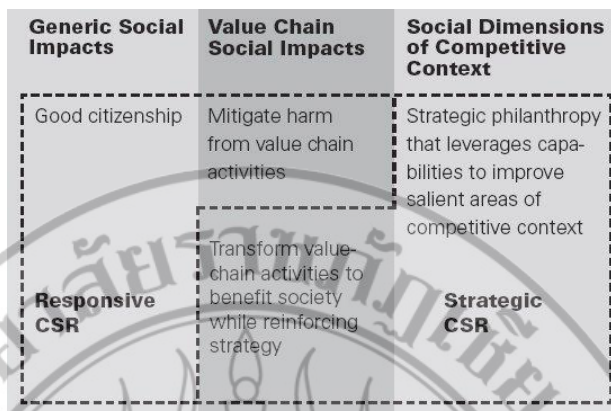 Generic Social
Impacts
Value Chain
Social Impacts
Social Dimensions
of Competitive
Context
Good citizenship
Mitigate harm
from value chain
activities
Strategic philanthropy
that leverages capa-
bilities to improve
salient areas of
competitive context
Transform value-
chain activities to
benefit society
while reinforcing
strategy
Responsive
CSR
Strategic
CSR